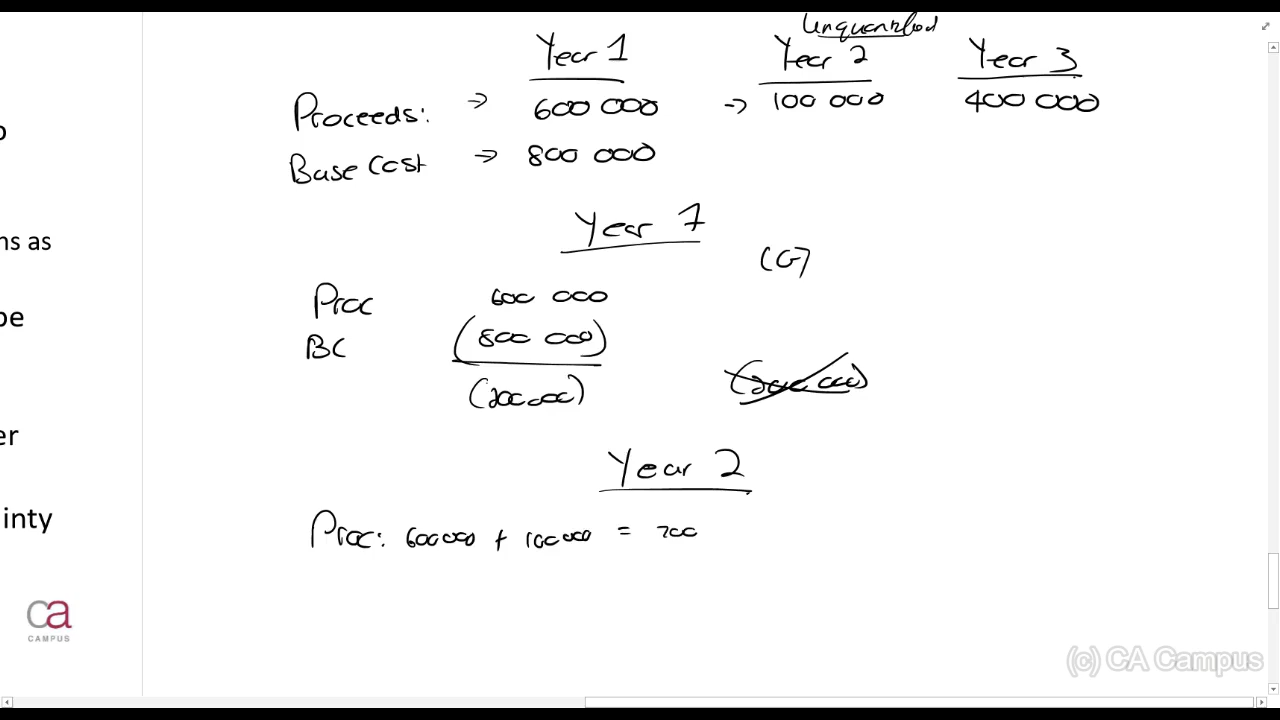 Unquantified
Year 1 Year 2 Year 3
Proceeds: → 600 000 → 100 000 400 000
Base Cost → 800 000
Year 1
Proc 600 000
BC (800 000)
(200 000) (200 000)
Year 2
Proc: 600 000 + 100 000 = 700
o
ns as
be
er
inty
ca
CAMPUS
(c) CA Campus